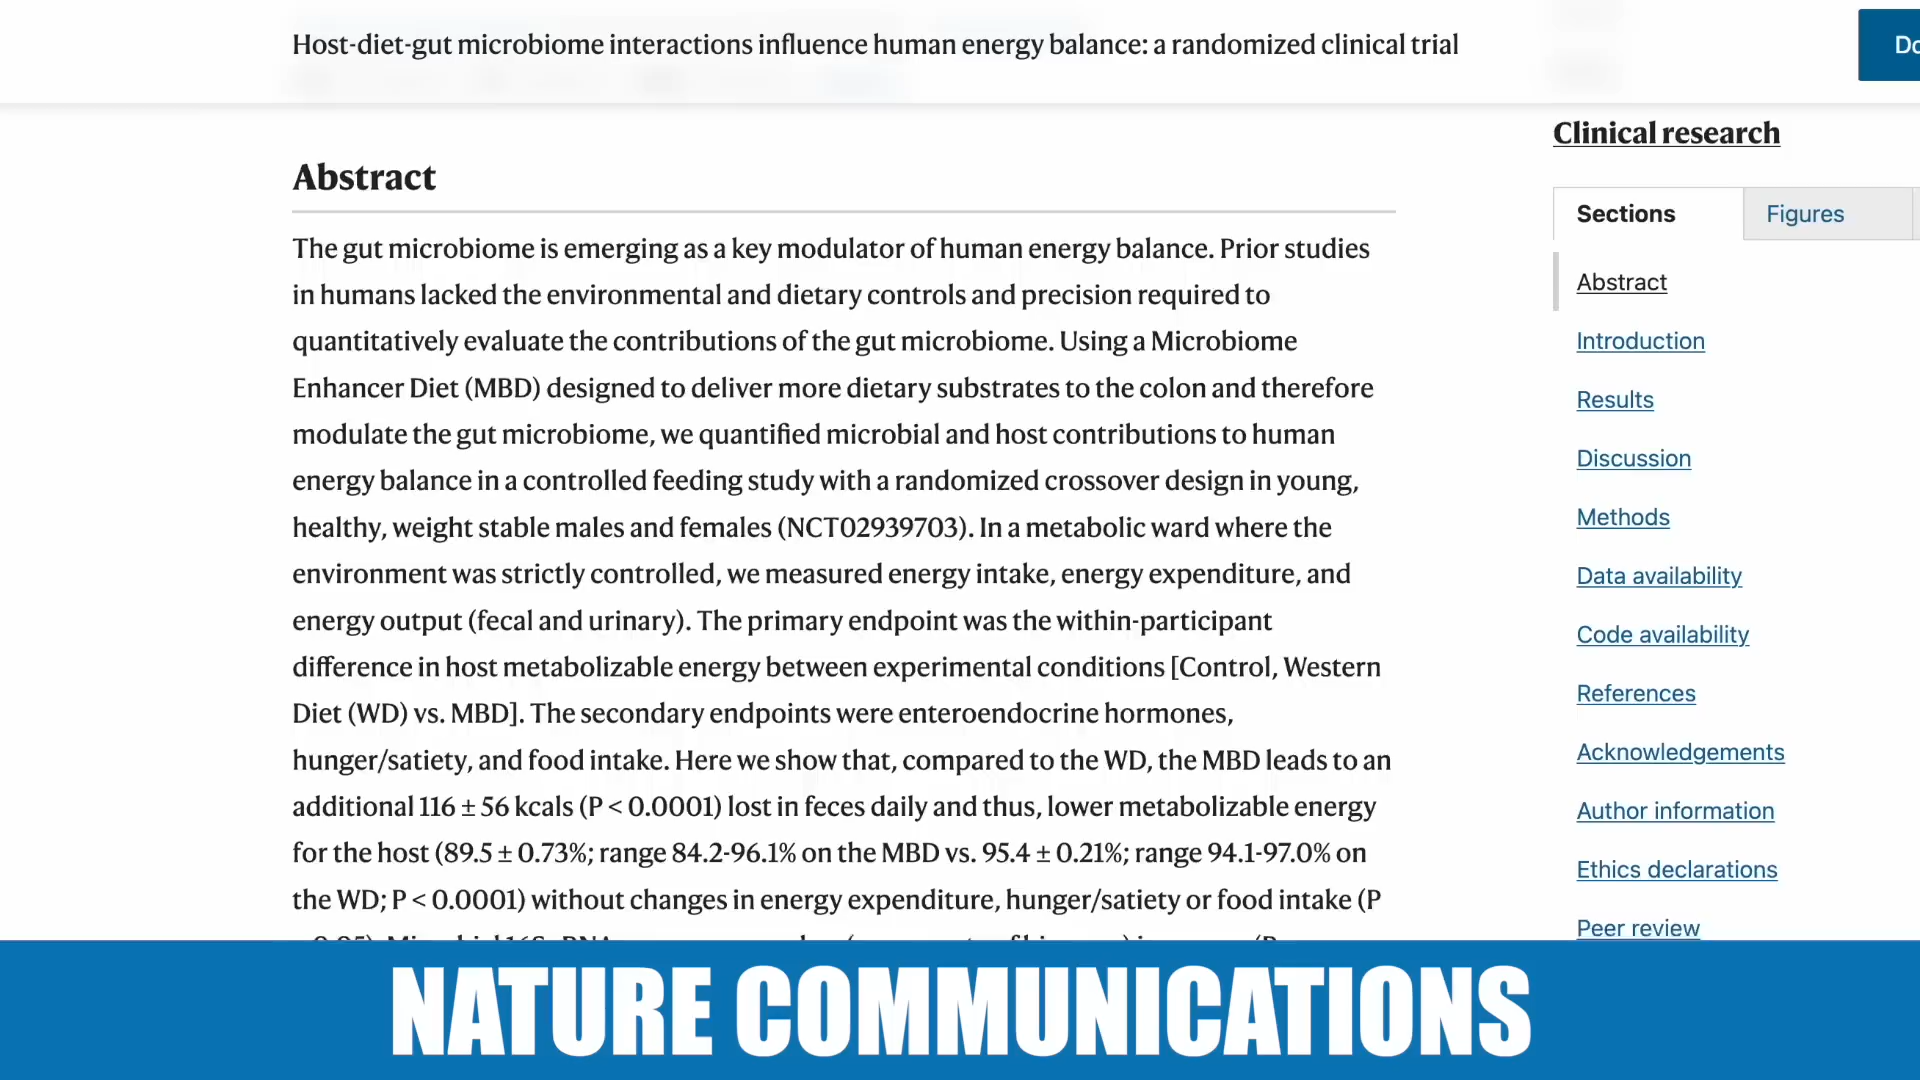 Host-diet-gut microbiome interactions influence human energy balance: a randomized clinical trial
Clinical research
Abstract
The gut microbiome is emerging as a key modulator of human energy balance. Prior studies
in humans lacked the environmental and dietary controls and precision required to
quantitatively evaluate the contributions of the gut microbiome. Using a Microbiome
Enhancer Diet (MBD) designed to deliver more dietary substrates to the colon and therefore
modulate the gut microbiome, we quantified microbial and host contributions to human
energy balance in a controlled feeding study with a randomized crossover design in young,
healthy, weight stable males and females (NCT02939703). In a metabolic ward where the
environment was strictly controlled, we measured energy intake, energy expenditure, and
energy output (fecal and urinary). The primary endpoint was the within-participant
difference in host metabolizable energy between experimental conditions [Control, Western
Diet (WD) vs. MBD]. The secondary endpoints were enteroendocrine hormones,
hunger/satiety, and food intake. Here we show that, compared to the WD, the MBD leads to an
additional 116 ± 56 kcals (P < 0.0001) lost in feces daily and thus, lower metabolizable energy
for the host (89.5 ± 0.73%; range 84.2-96.1% on the MBD vs. 95.4 ± 0.21%; range 94.1-97.0% on
the WD; P < 0.0001) without changes in energy expenditure, hunger/satiety or food intake (P
Sections
Figures
Abstract
Introduction
Results
Discussion
Methods
Data availability
Code availability
References
Acknowledgements
Author information
Ethics declarations
Peer review
NATURE COMMUNICATIONS